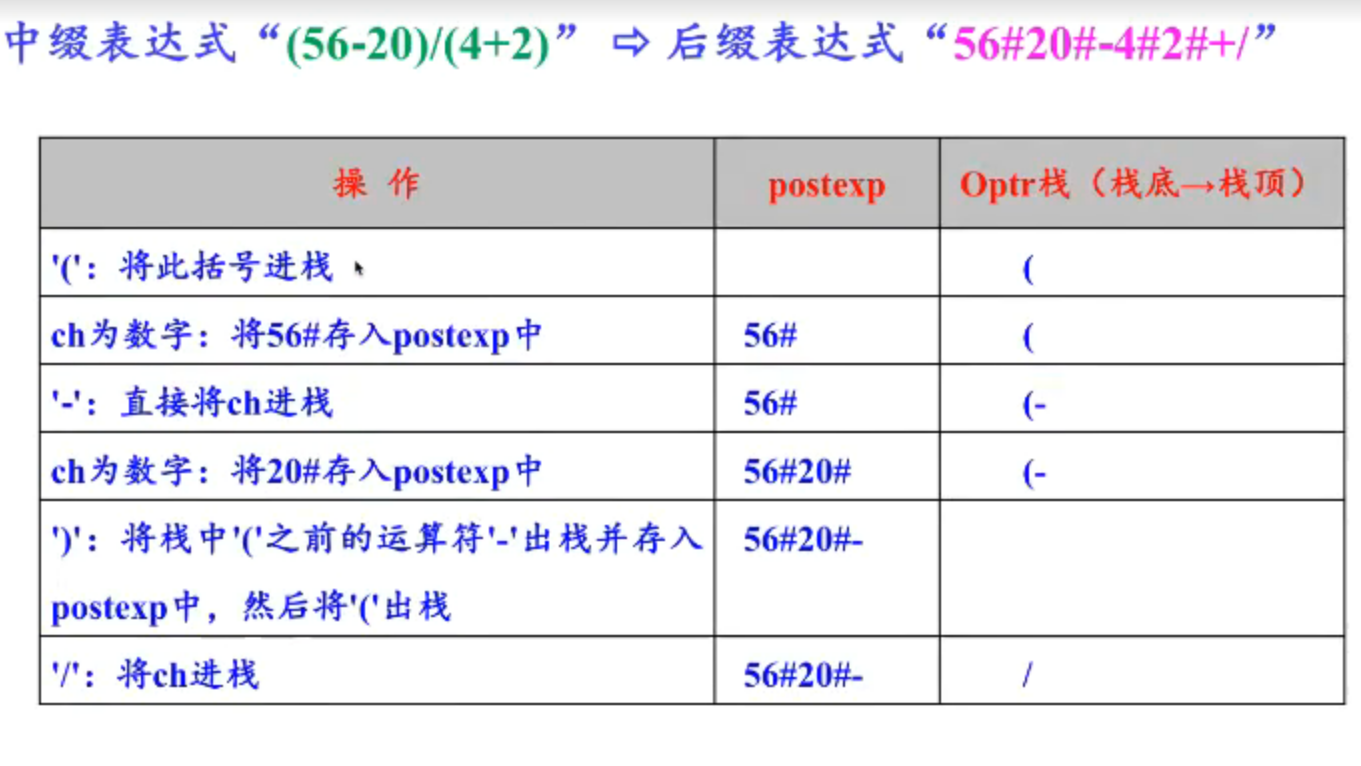 中缀表达式“(56-20)/(4+2)” ⇨ 后缀表达式“56#20#-4#2#+/”
操 作 postexp Optr栈（栈底→栈顶）
'('：将此括号进栈 (
ch为数字：将56#存入postexp中 56# (
'-'：直接将ch进栈 56# (-
ch为数字：将20#存入postexp中 56#20# (-
')'：将栈中'('之前的运算符'-'出栈并存入 56#20#-
postexp中，然后将'('出栈
'/'：将ch进栈 56#20#- /